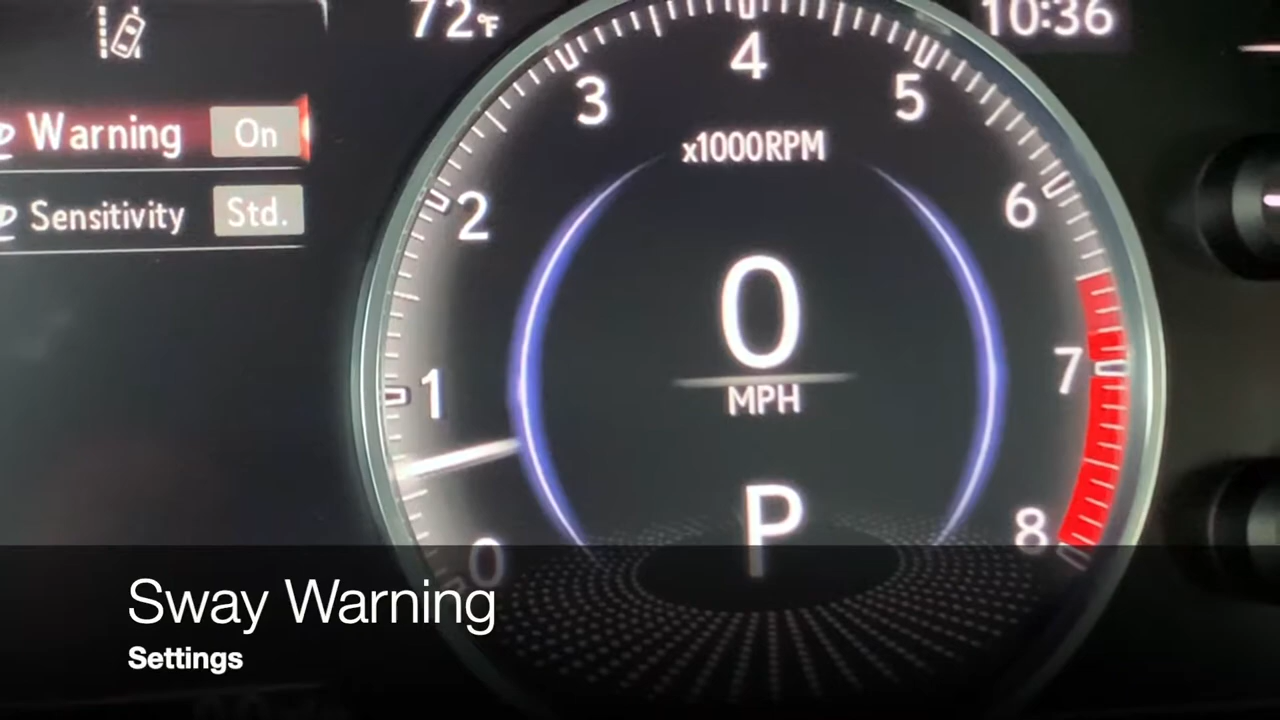 72°F
10:36
Warning On
Sensitivity Std.
0
1
2
3
4
5
6
7
8
x1000RPM
0
MPH
P
Sway Warning
Settings